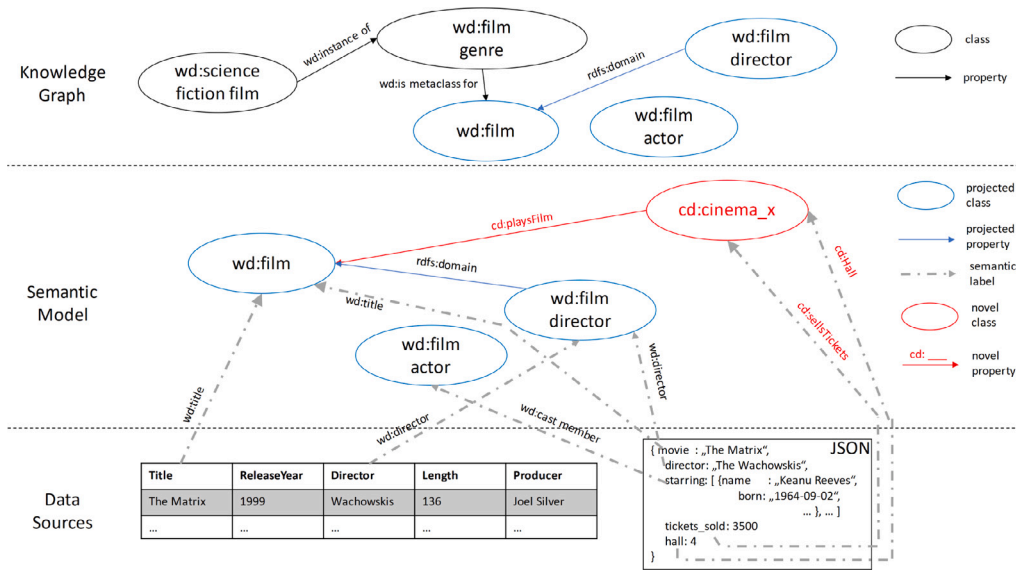 wd:film
genre
wd:instance of
wd:film
director
class
Knowledge
Graph
wd:science
fiction film
rdfs:domain
property
wd:is metaclass for
wd:film
wd:film
actor
projected
class
cd:cinema_x
cd:playsFilm
projected
property
wd:film
rdfs:domain
cd:Hall
semantic
label
Semantic
Model
wd:title
wd:film
director
cd:sellsTickets
novel
class
wd:film
actor
wd:director
cd: ___
novel
property
wd:title
wd:director
wd:cast member
Data
Sources
Title ReleaseYear Director Length Producer
The Matrix 1999 Wachowskis 136 Joel Silver
... ... ... ... ...
JSON
{ movie : „The Matrix“,
director: „The Wachowskis“,
starring: [ {name : „Keanu Reeves“,
born: „1964-09-02“,
... }, ... ]
tickets_sold: 3500
hall: 4
}